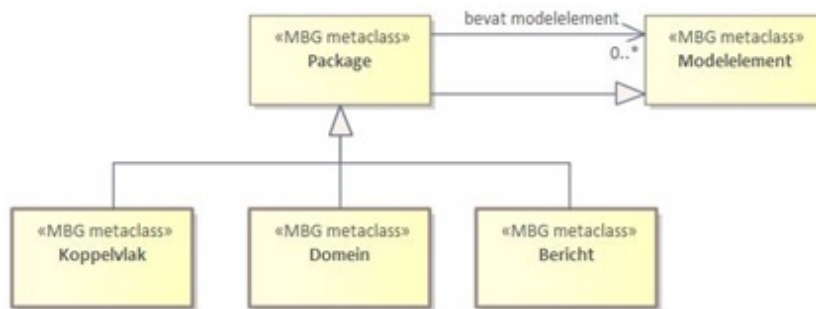 bevat modelelement
«MBG metaclass»
Package
«MBG metaclass»
Modelelement
0..*
«MBG metaclass»
Koppelvlak
«MBG metaclass»
Domein
«MBG metaclass»
Bericht